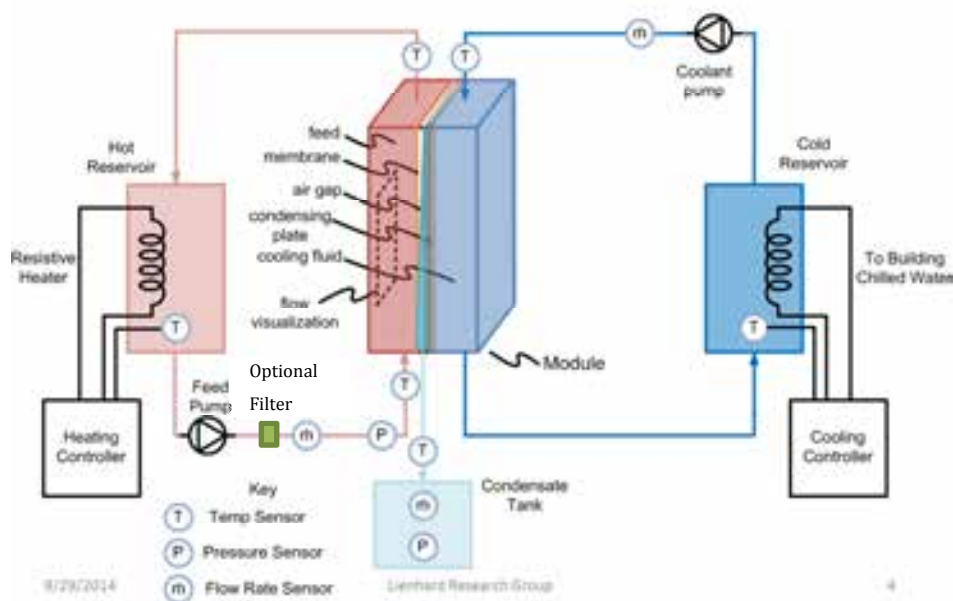 T
T
ṁ
Coolant
pump
feed
membrane
air gap
condensing
plate
cooling fluid
flow
visualization
Hot
Reservoir
Cold
Reservoir
Resistive
Heater
To Building
Chilled Water
T
T
Module
Optional
Filter
Feed
Pump
ṁ
P
T
T
Heating
Controller
Cooling
Controller
Condensate
Tank
ṁ
P
Key
T Temp Sensor
P Pressure Sensor
ṁ Flow Rate Sensor
9/29/2014
Lienhard Research Group
4